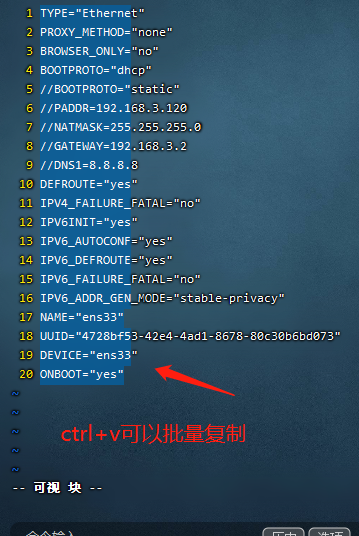 1 TYPE="Ethernet"
2 PROXY_METHOD="none"
3 BROWSER_ONLY="no"
4 BOOTPROTO="dhcp"
5 //BOOTPROTO="static"
6 //PADDR=192.168.3.120
7 //NATMASK=255.255.255.0
8 //GATEWAY=192.168.3.2
9 //DNS1=8.8.8.8
10 DEFROUTE="yes"
11 IPV4_FAILURE_FATAL="no"
12 IPV6INIT="yes"
13 IPV6_AUTOCONF="yes"
14 IPV6_DEFROUTE="yes"
15 IPV6_FAILURE_FATAL="no"
16 IPV6_ADDR_GEN_MODE="stable-privacy"
17 NAME="ens33"
18 UUID="4728bf53-42e4-4ad1-8678-80c30b6bd073"
19 DEVICE="ens33"
20 ONBOOT="yes"
~
~
ctrl+v可以批量复制
~
~
~
-- 可视 块 --
命令输入 历史 选项